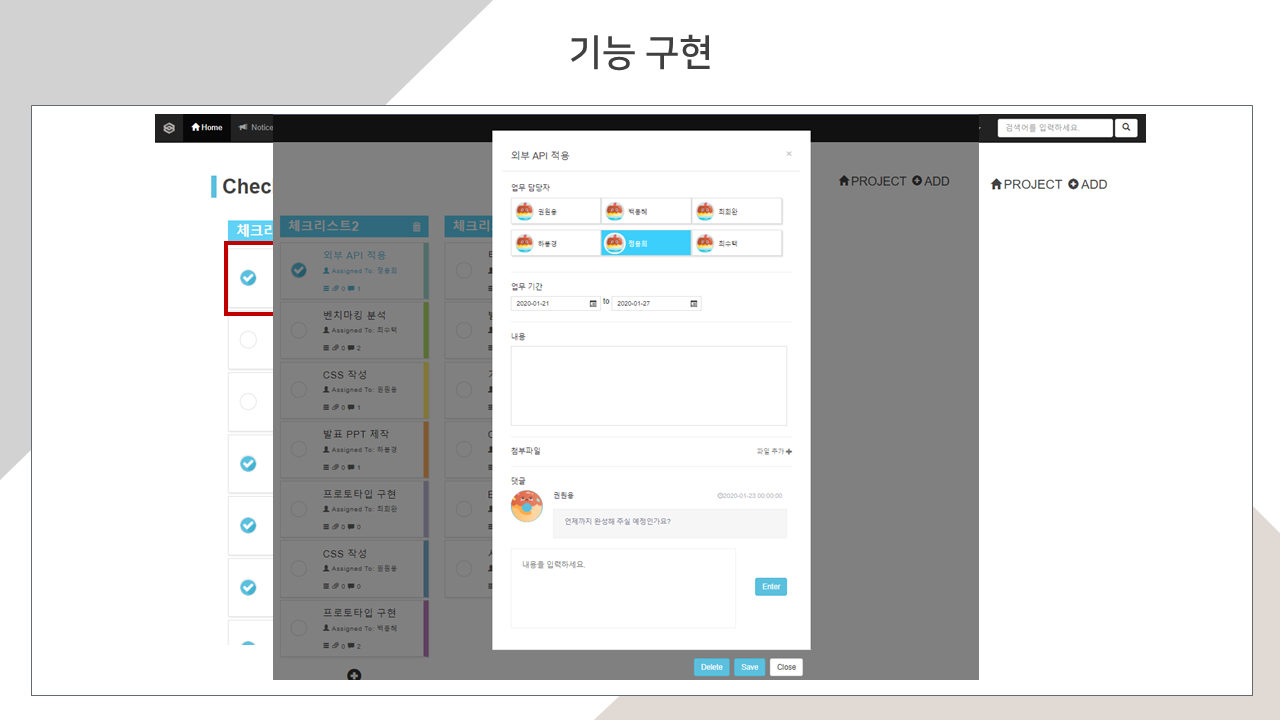 기능 구현
Home
Notice
검색어를 입력하세요.
Chec
PROJECT ADD
PROJECT ADD
체크리
체크리스트2
체크리
외부 API 적용
Assigned To: 정용희
0 1
벤치마킹 분석
Assigned To: 최수택
0 2
CSS 작성
Assigned To: 권원용
0 1
발표 PPT 제작
Assigned To: 하용경
0 1
프로토타입 구현
Assigned To: 최희완
0 0
CSS 작성
Assigned To: 권원용
0 0
프로토타입 구현
Assigned To: 백종혜
0 2
외부 API 적용
×
업무 담당자
권원용
백종혜
최희완
하용경
정용희
최수택
업무 기간
2020-01-21 to 2020-01-27
내용
첨부파일
파일 추가
댓글
권원용
2020-01-23 00:00:00
언제까지 완성해 주실 예정인가요?
내용을 입력하세요.
Enter
Delete Save Close